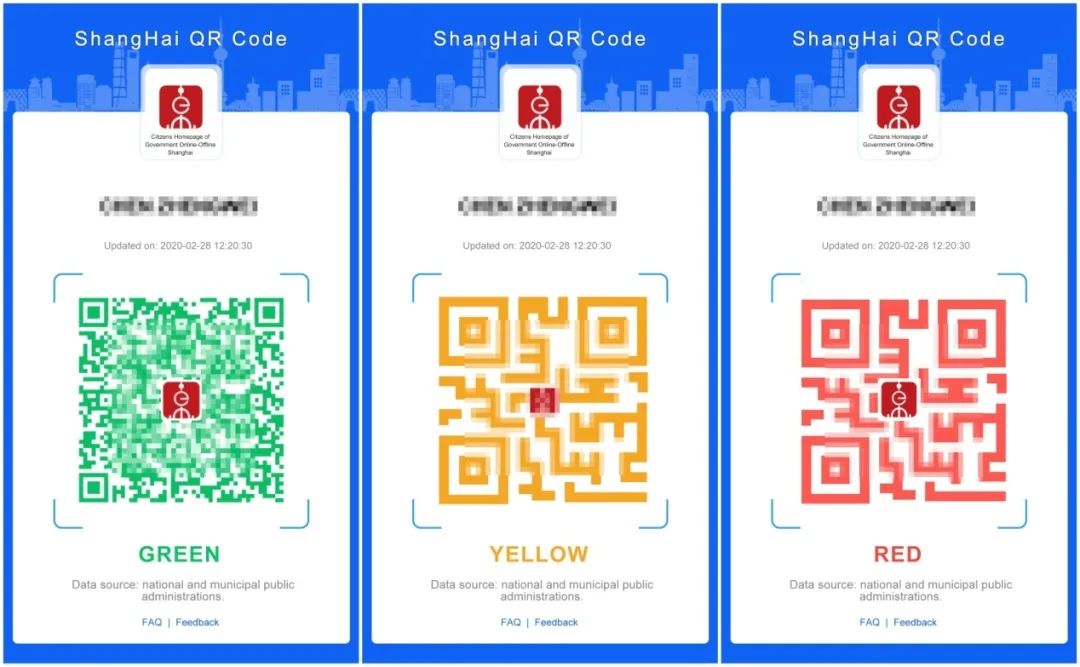 ShangHai QR Code
Citizens Homepage of
Government Online-Offline
Shanghai
Updated on: 2020-02-28 12:20:30
GREEN
Data source: national and municipal public
administrations.
FAQ | Feedback
ShangHai QR Code
Citizens Homepage of
Government Online-Offline
Shanghai
Updated on: 2020-02-28 12:20:30
YELLOW
Data source: national and municipal public
administrations.
FAQ | Feedback
ShangHai QR Code
Citizens Homepage of
Government Online-Offline
Shanghai
Updated on: 2020-02-28 12:20:30
RED
Data source: national and municipal public
administrations.
FAQ | Feedback